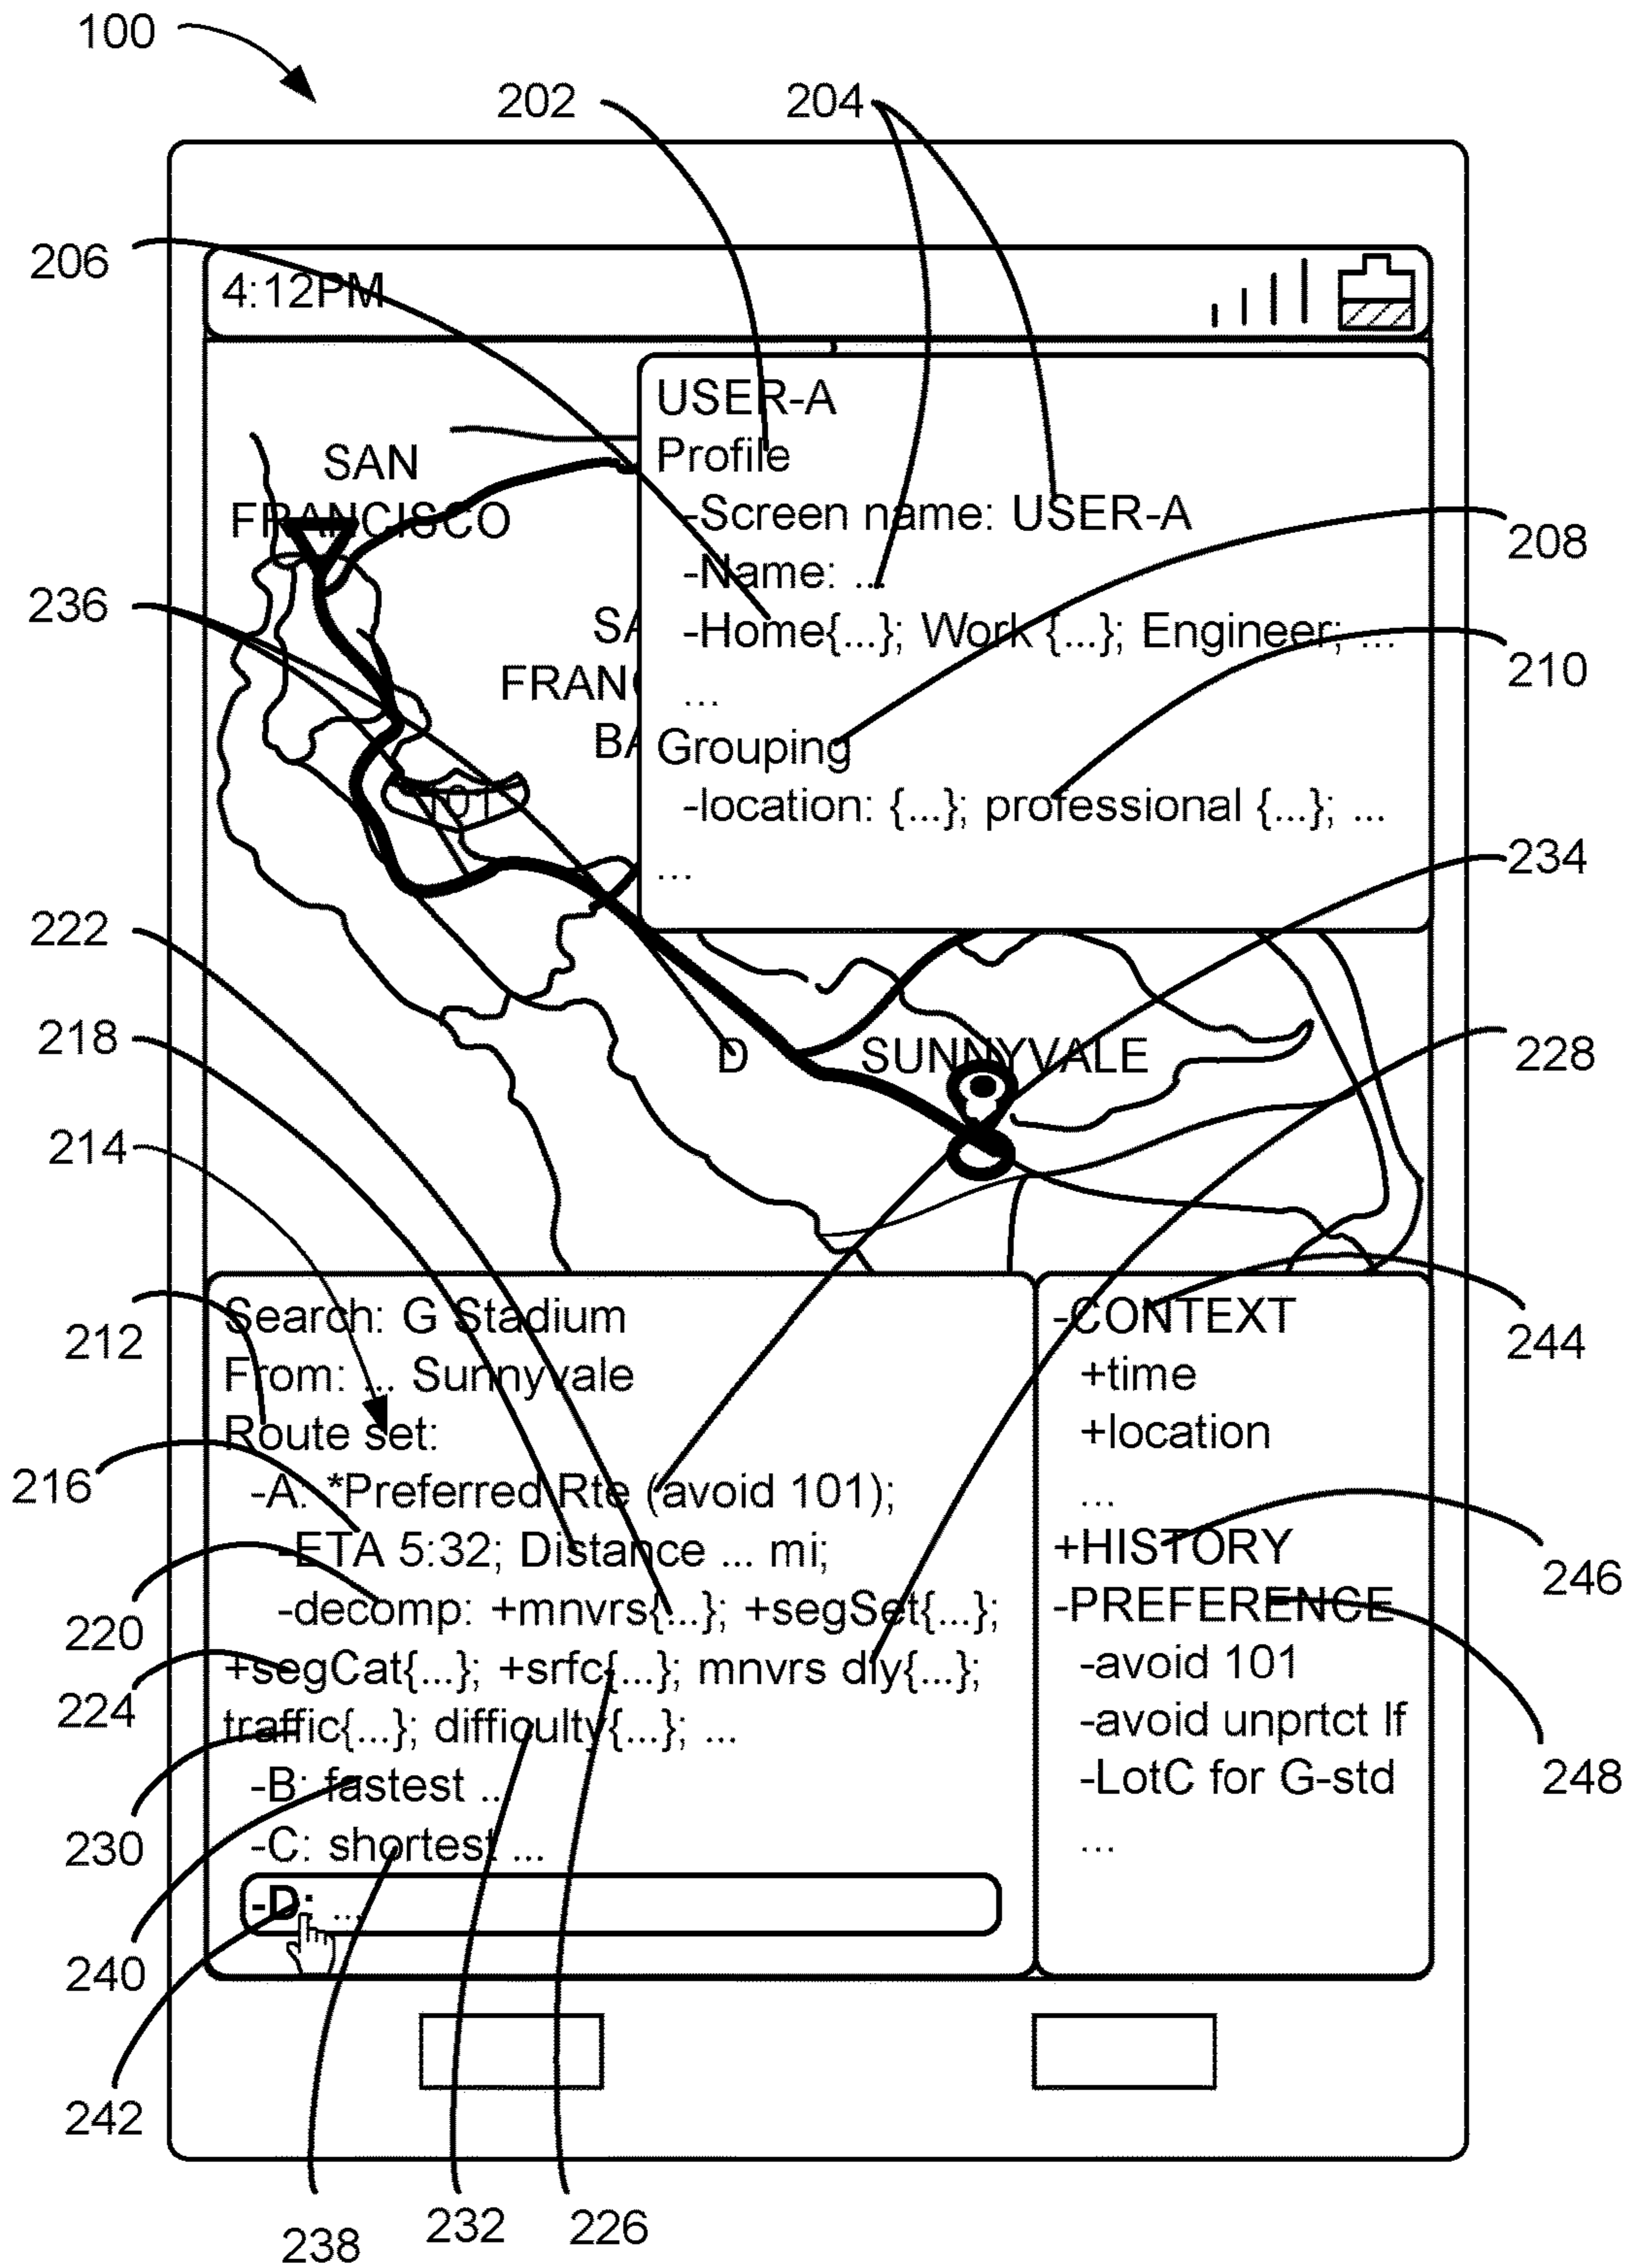 100
202
204
206
4:12PM
USER-A
Profile
-Screen name: USER-A
-Name: ...
-Home{...}; Work {...}; Engineer; ...
...
Grouping
-location: {...}; professional {...}; ...
...
SAN
FRANCISCO
SA
FRANC
BA
101
208
210
236
234
222
218
228
214
D
SUNNYVALE
212
244
Search: G Stadium
From: ... Sunnyvale
Route set:
-A. *Preferred Rte (avoid 101);
-ETA 5:32; Distance ... mi;
-decomp: +mnvrs{...}; +segSet{...};
+segCat{...}; +srfc{...}; mnvrs dly{...};
traffic{...}; difficulty{...}; ...
-B: fastest ...
-C: shortest ...
-D: ...
-CONTEXT
+time
+location
...
+HISTORY
-PREFERENCE
-avoid 101
-avoid unprtct lf
-LotC for G-std
...
216
220
224
230
240
242
246
248
238
232
226